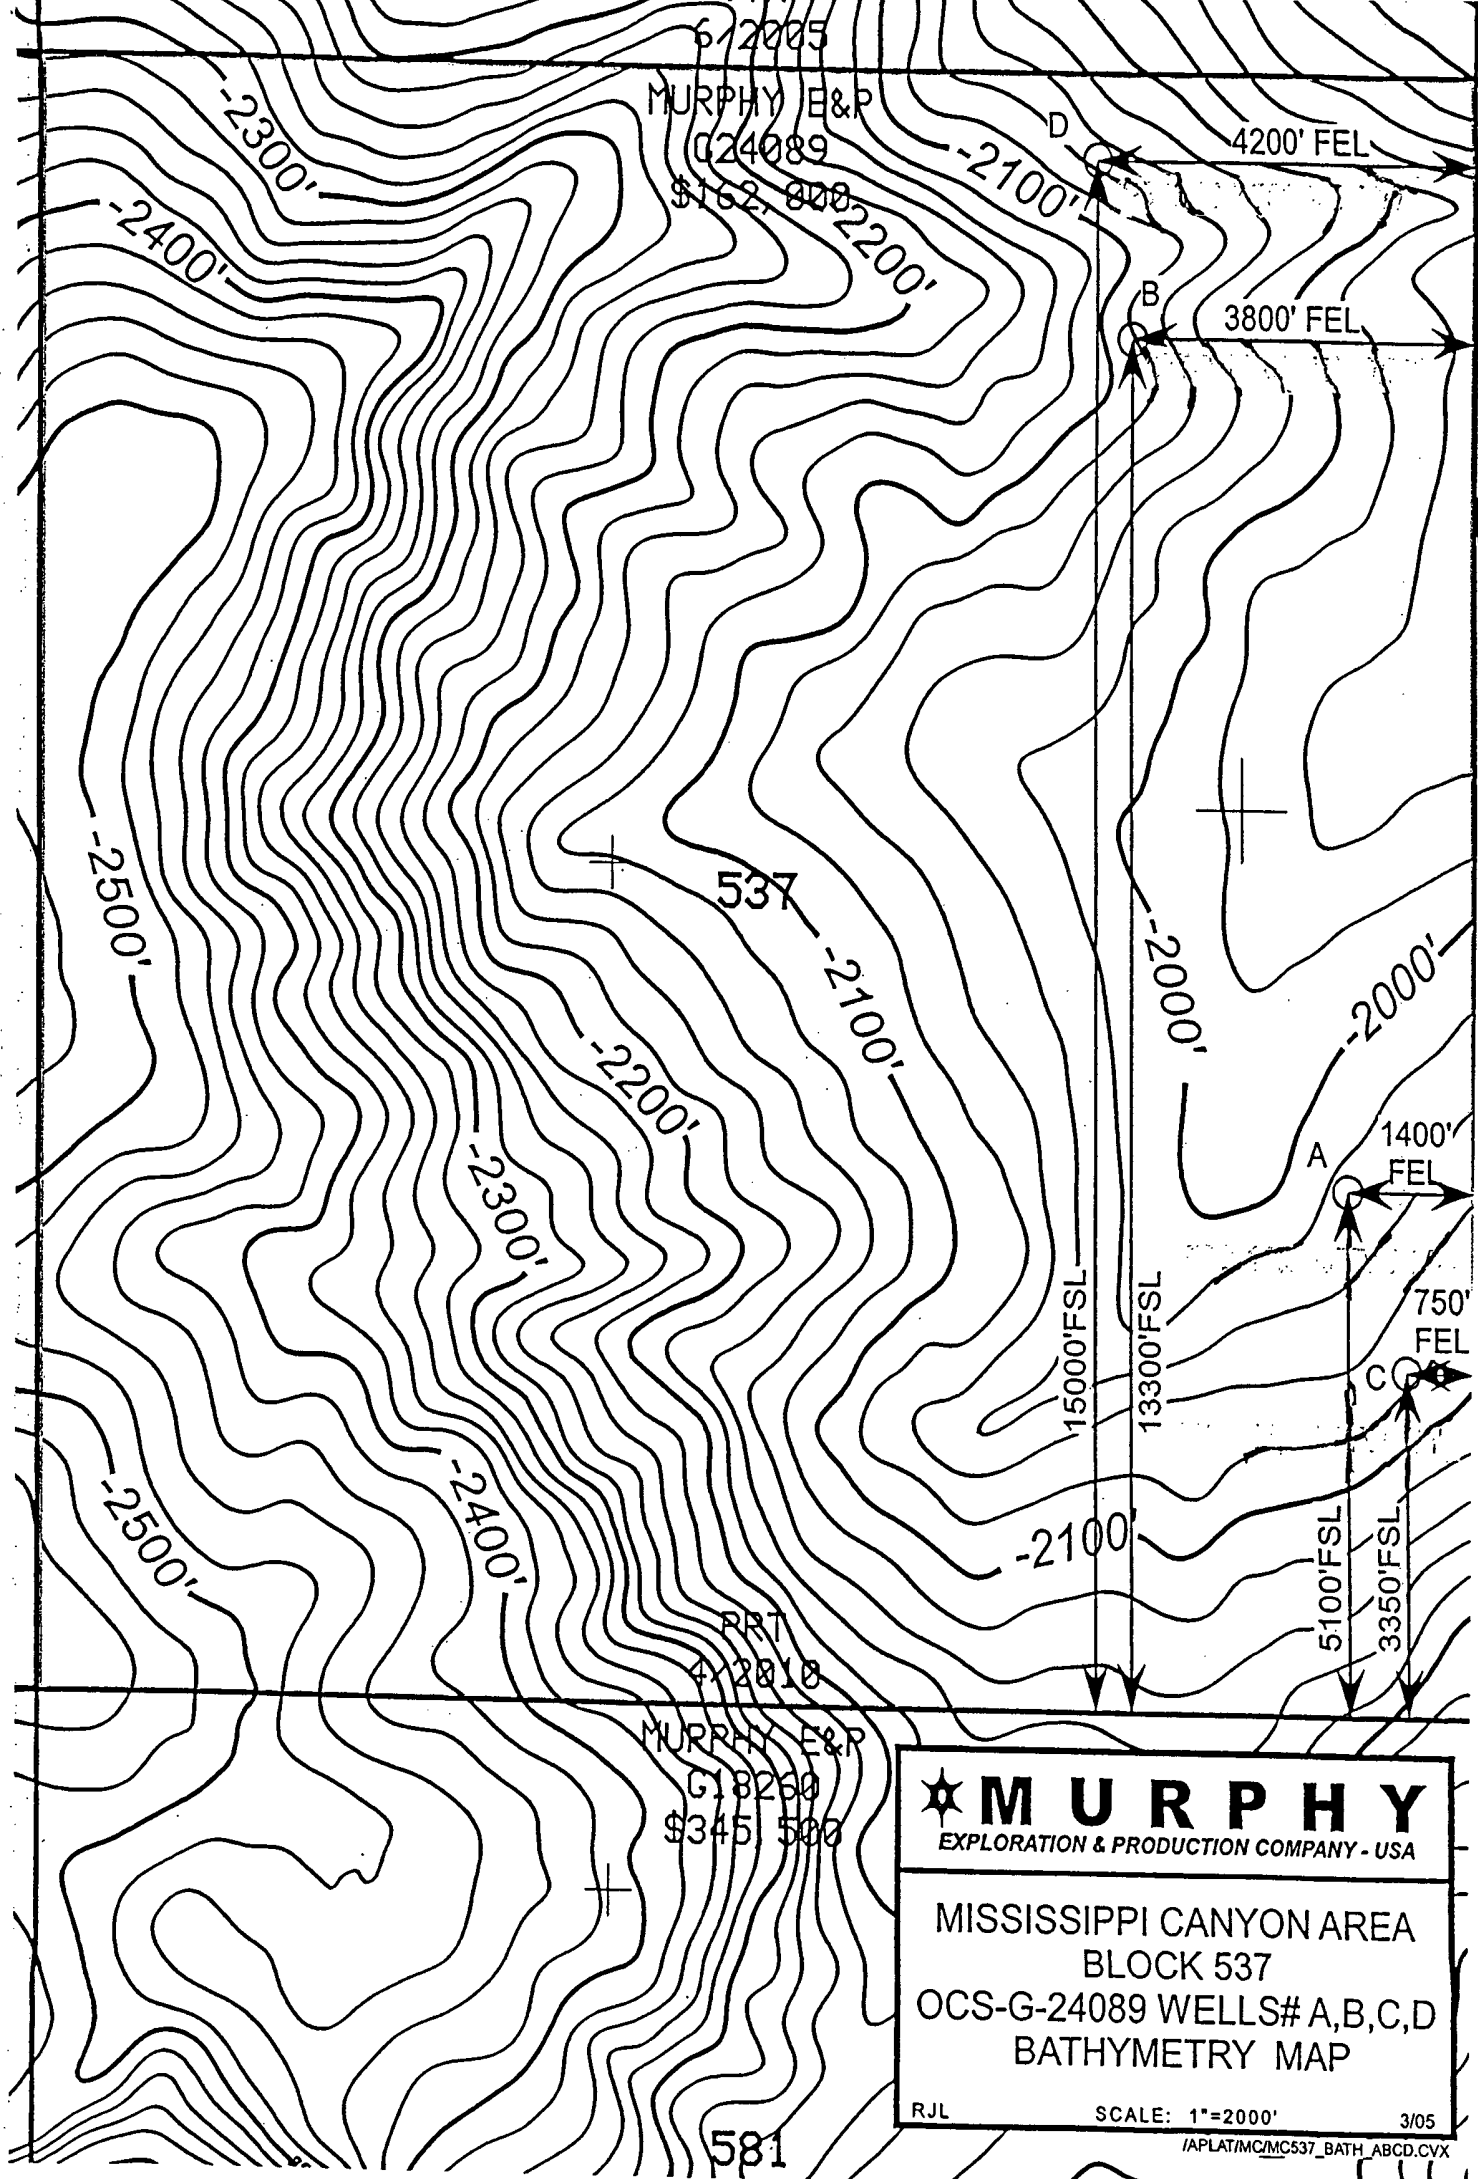 6/2005
MURPHY E&P
G24089
$162,000
-2300'
-2400'
-2100'
-2200'
D
4200' FEL
B
3800' FEL
-2500'
537
-2100'
-2000'
-2000'
-2200'
-2300'
A
1400'
FEL
750'
FEL
C
15000'FSL
13300'FSL
5100'FSL
3350'FSL
-2500'
-2400'
-2100'
PRT
4/2010
MURPHY E&P
G18260
$345,500
MURPHY
EXPLORATION & PRODUCTION COMPANY - USA
MISSISSIPPI CANYON AREA
BLOCK 537
OCS-G-24089 WELLS# A,B,C,D
BATHYMETRY MAP
RJL
SCALE: 1"=2000'
3/05
/APLAT/MC/MC537_BATH_ABCD.CVX
581